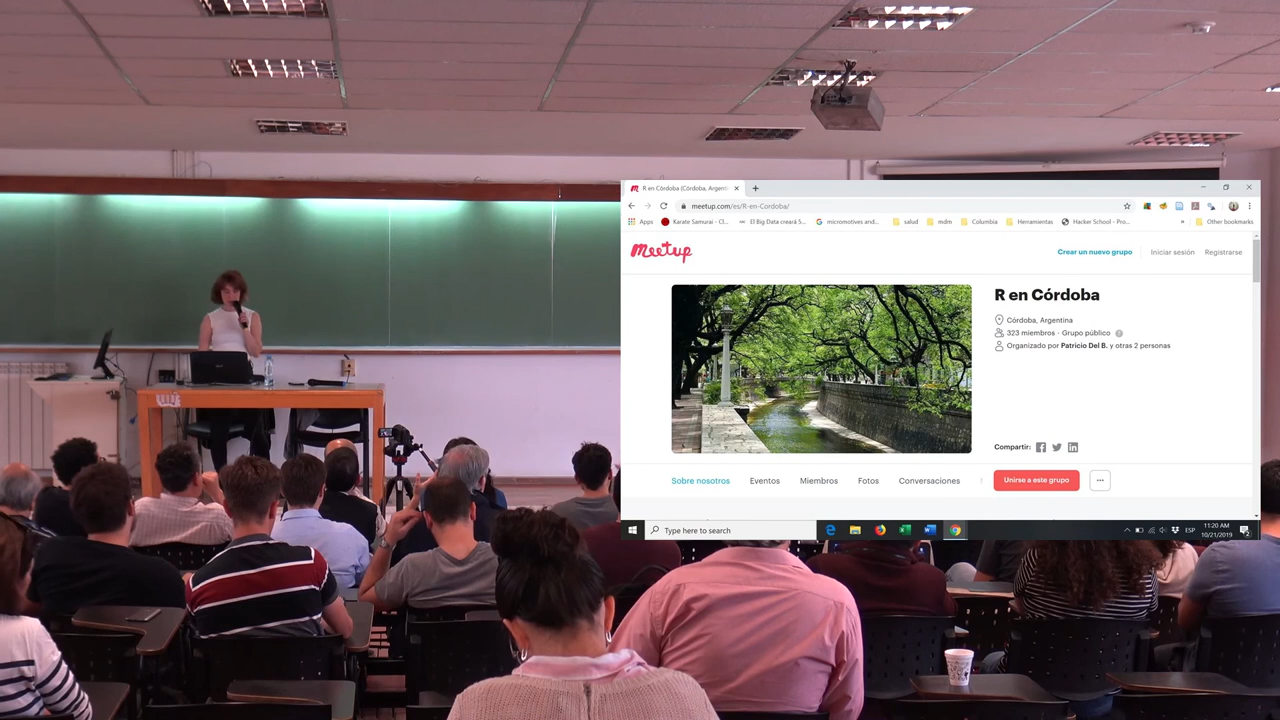 R en Córdoba (Córdoba, Argenti
meetup.com/es/R-en-Cordoba/
Apps
Karate Samurai - Cl...
El Big Data creará 5...
micromotives and...
salud
mdm
Columbia
Herramientas
Hacker School - Pro...
»
Other bookmarks
meetup
Crear un nuevo grupo
Iniciar sesión
Registrarse
R en Córdoba
Córdoba, Argentina
323 miembros · Grupo público ?
Organizado por Patricio Del B. y otras 2 personas
Compartir:
Sobre nosotros
Eventos
Miembros
Fotos
Conversaciones
Unirse a este grupo
...
Type here to search
ESP
11:20 AM
10/21/2019